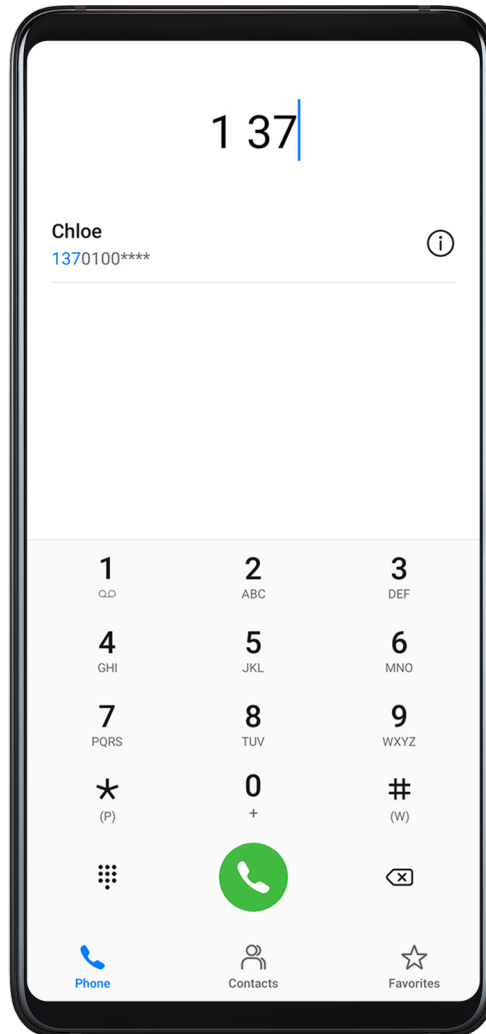 1 37
Chloe
1370100****
1 2 3
ABC DEF
4 5 6
GHI JKL MNO
7 8 9
PQRS TUV WXYZ
* 0 #
(P) + (W)
Phone Contacts Favorites